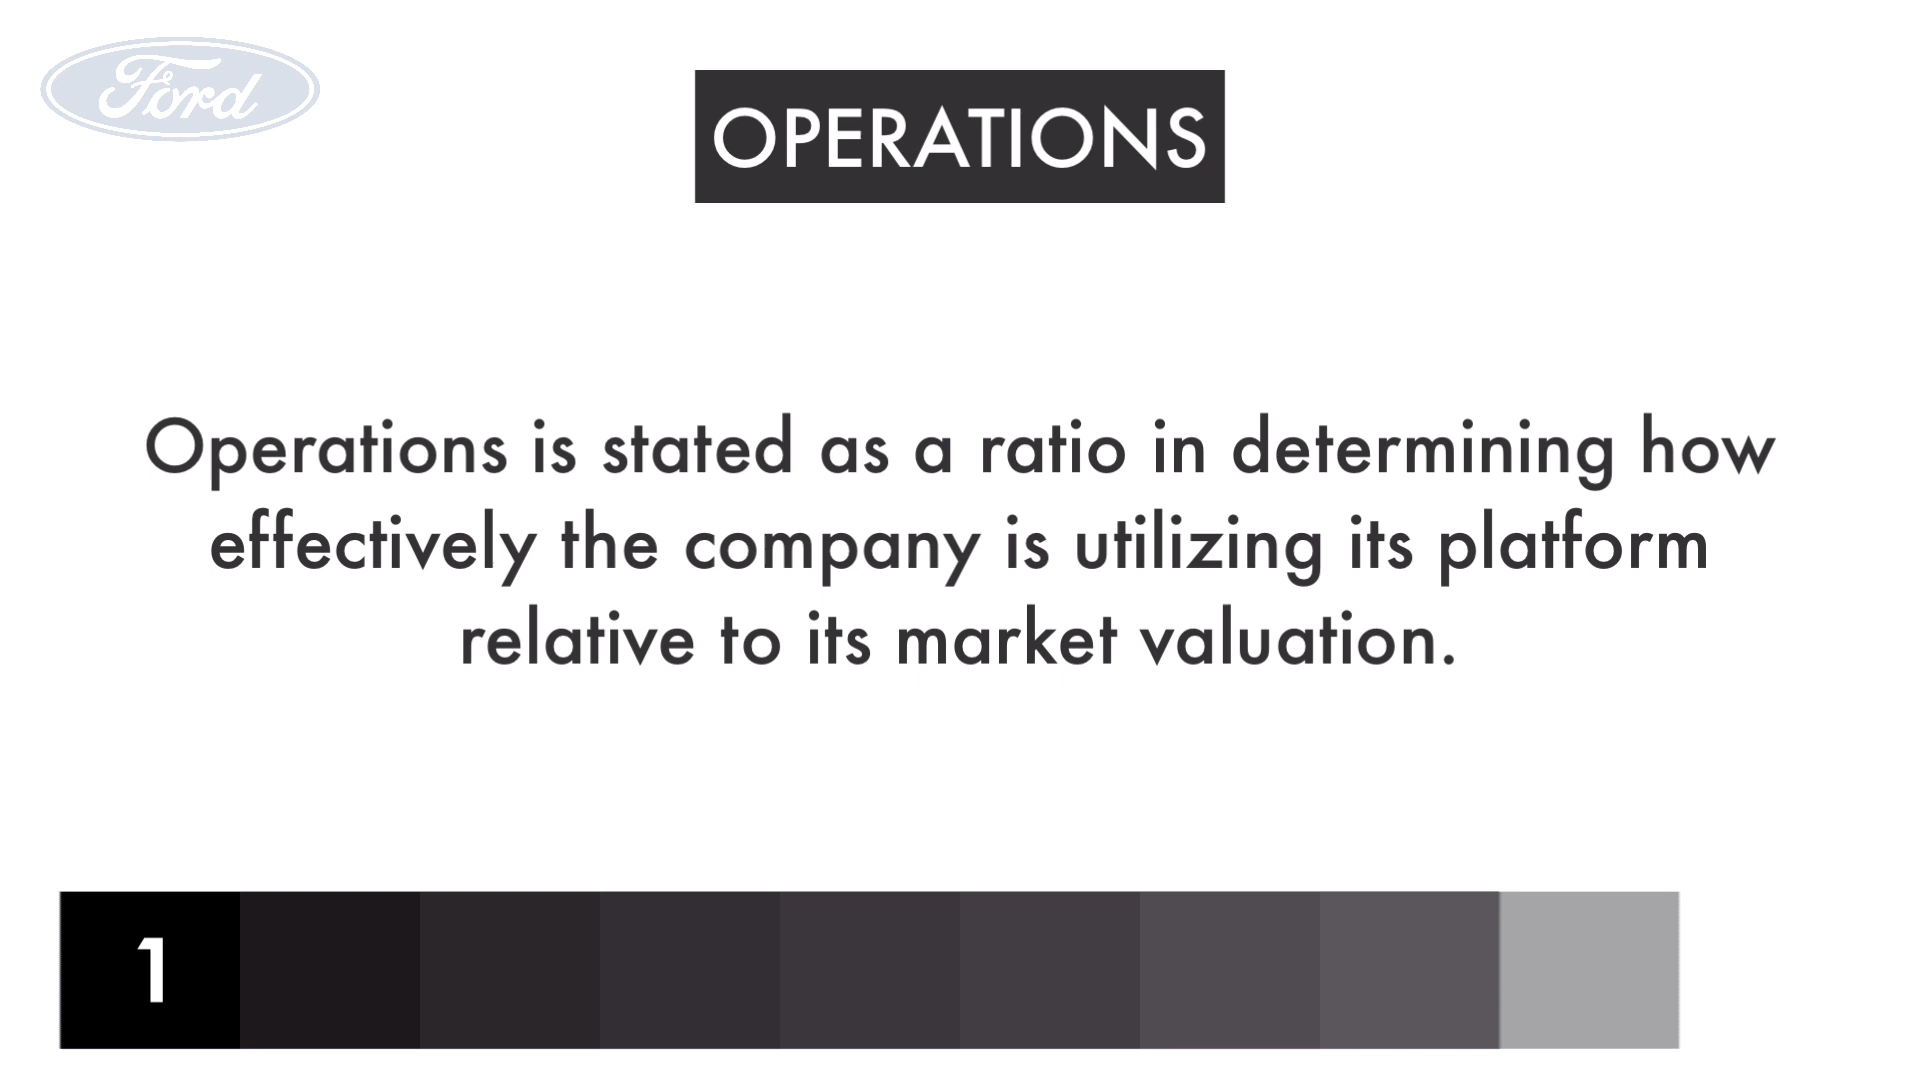 Ford
OPERATIONS
Operations is stated as a ratio in determining how
effectively the company is utilizing its platform
relative to its market valuation.
1